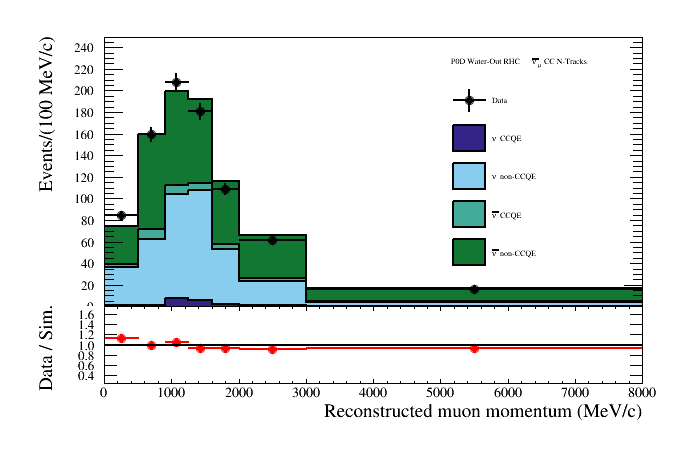 P0D Water-Out RHC ν̅μ CC N-Tracks
Data
ν CCQE
ν non-CCQE
ν̅ CCQE
ν̅ non-CCQE
Events/(100 MeV/c)
240
220
200
180
160
140
120
100
80
60
40
20
0
Data / Sim.
1.6
1.4
1.2
1.0
0.8
0.6
0.4
0 1000 2000 3000 4000 5000 6000 7000 8000
Reconstructed muon momentum (MeV/c)